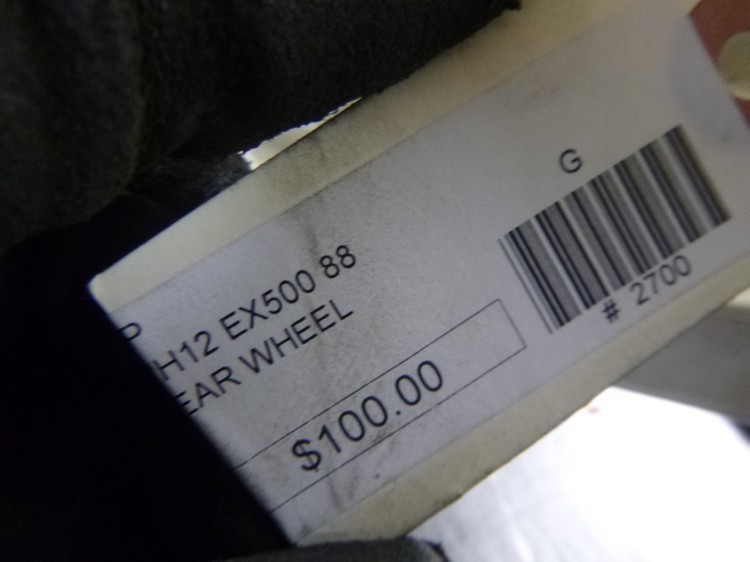 G
# 2700
P
H12 EX500 88
EAR WHEEL
$100.00